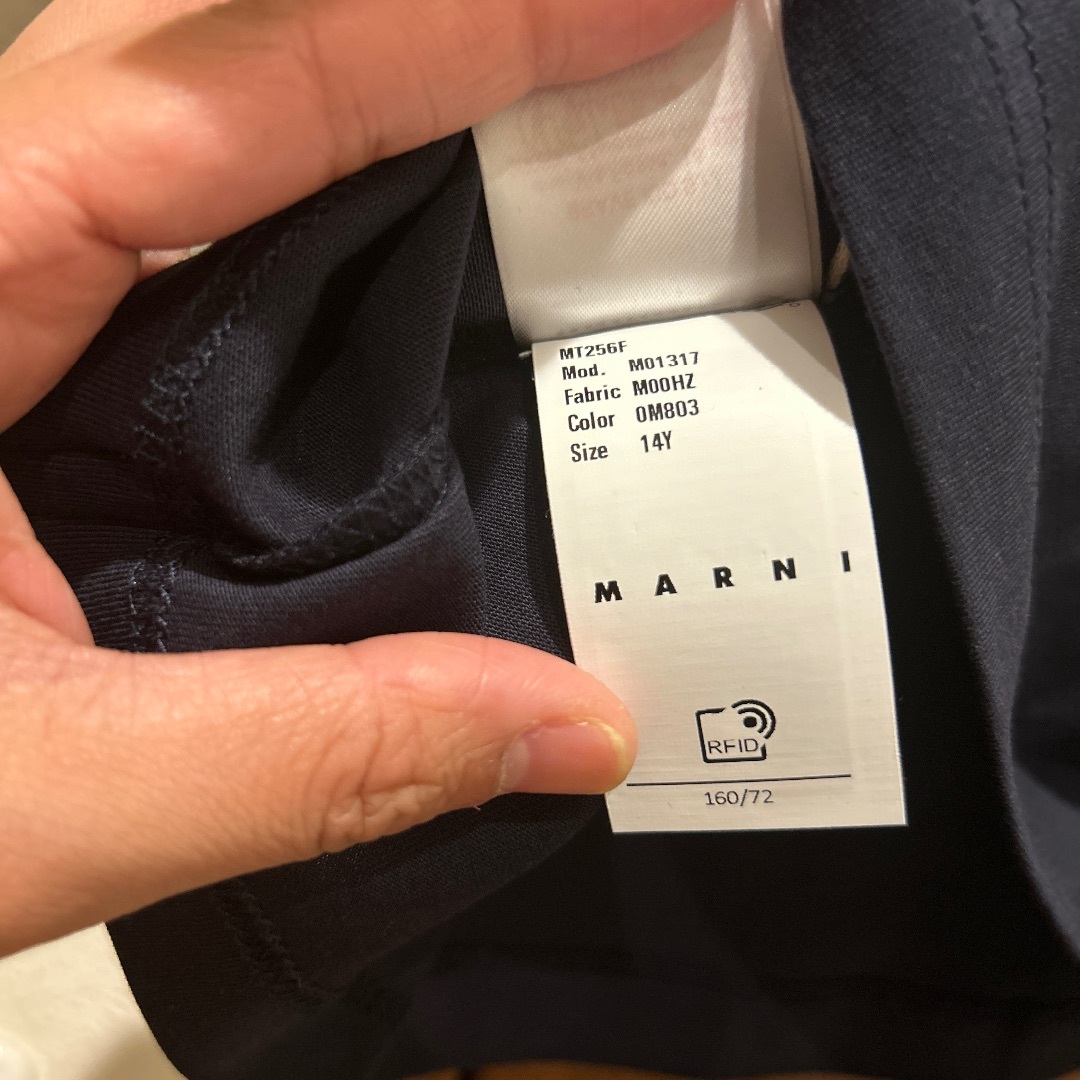 MT256F
Mod. M01317
Fabric M00HZ
Color 0M803
Size 14Y
MARNI
RFID
160/72